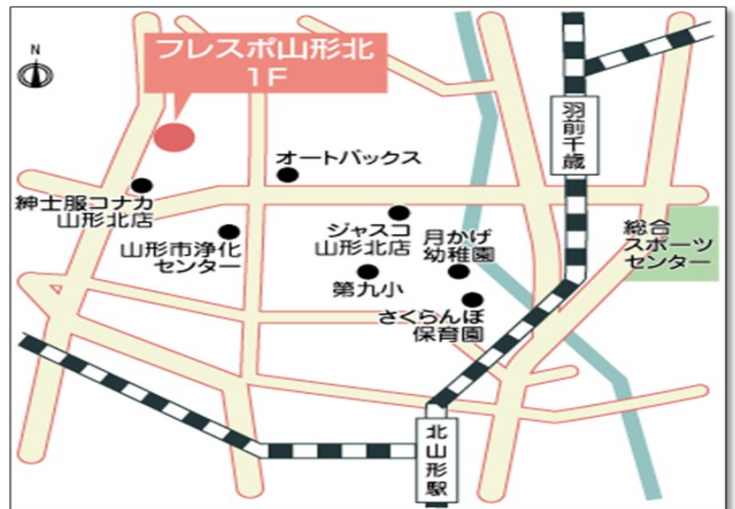 N
フレスポ山形北
1F
羽前千歳
オートバックス
紳士服コナカ
山形北店
山形市浄化
センター
ジャスコ
山形北店
月かげ
幼稚園
総合
スポーツ
センター
第九小
さくらんぼ
保育園
北山形駅